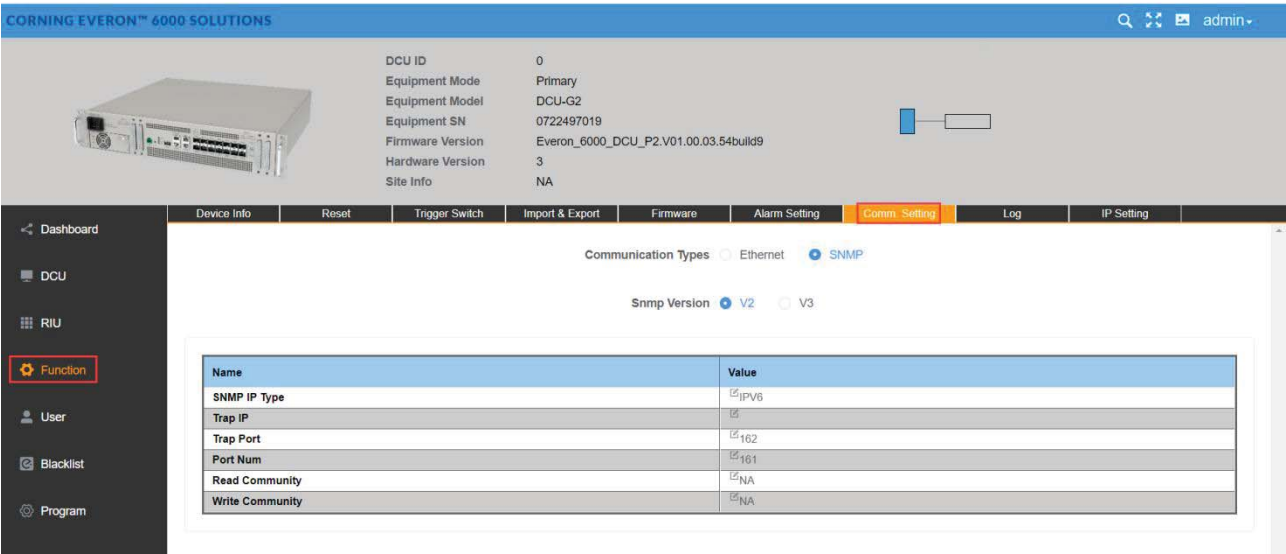 CORNING EVERON™ 6000 SOLUTIONS
admin
DCU ID 0
Equipment Mode Primary
Equipment Model DCU-G2
Equipment SN 0722497019
Firmware Version Everon_6000_DCU_P2.V01.00.03.54build9
Hardware Version 3
Site Info NA
Device Info Reset Trigger Switch Import & Export Firmware Alarm Setting Comm. Setting Log IP Setting
Dashboard
DCU
RIU
Function
User
Blacklist
Program
Communication Types Ethernet SNMP
Snmp Version V2 V3
Name Value
SNMP IP Type IPV6
Trap IP
Trap Port 162
Port Num 161
Read Community NA
Write Community NA